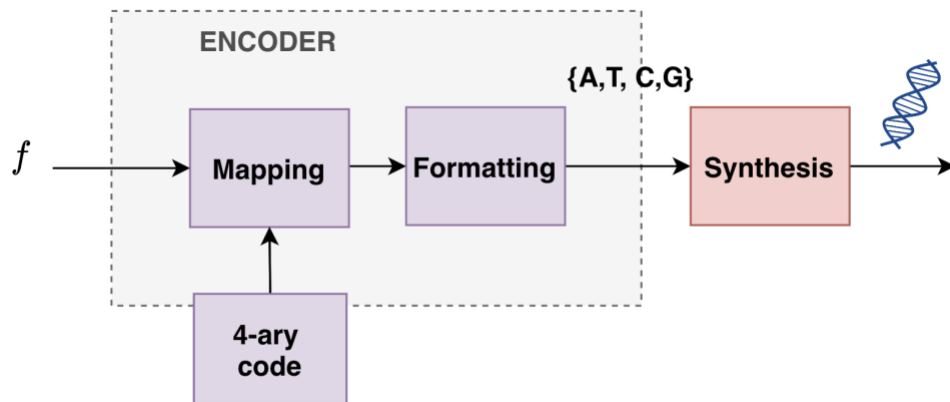 ENCODER
{A,T, C,G}
f
Mapping
Formatting
Synthesis
4-ary
code